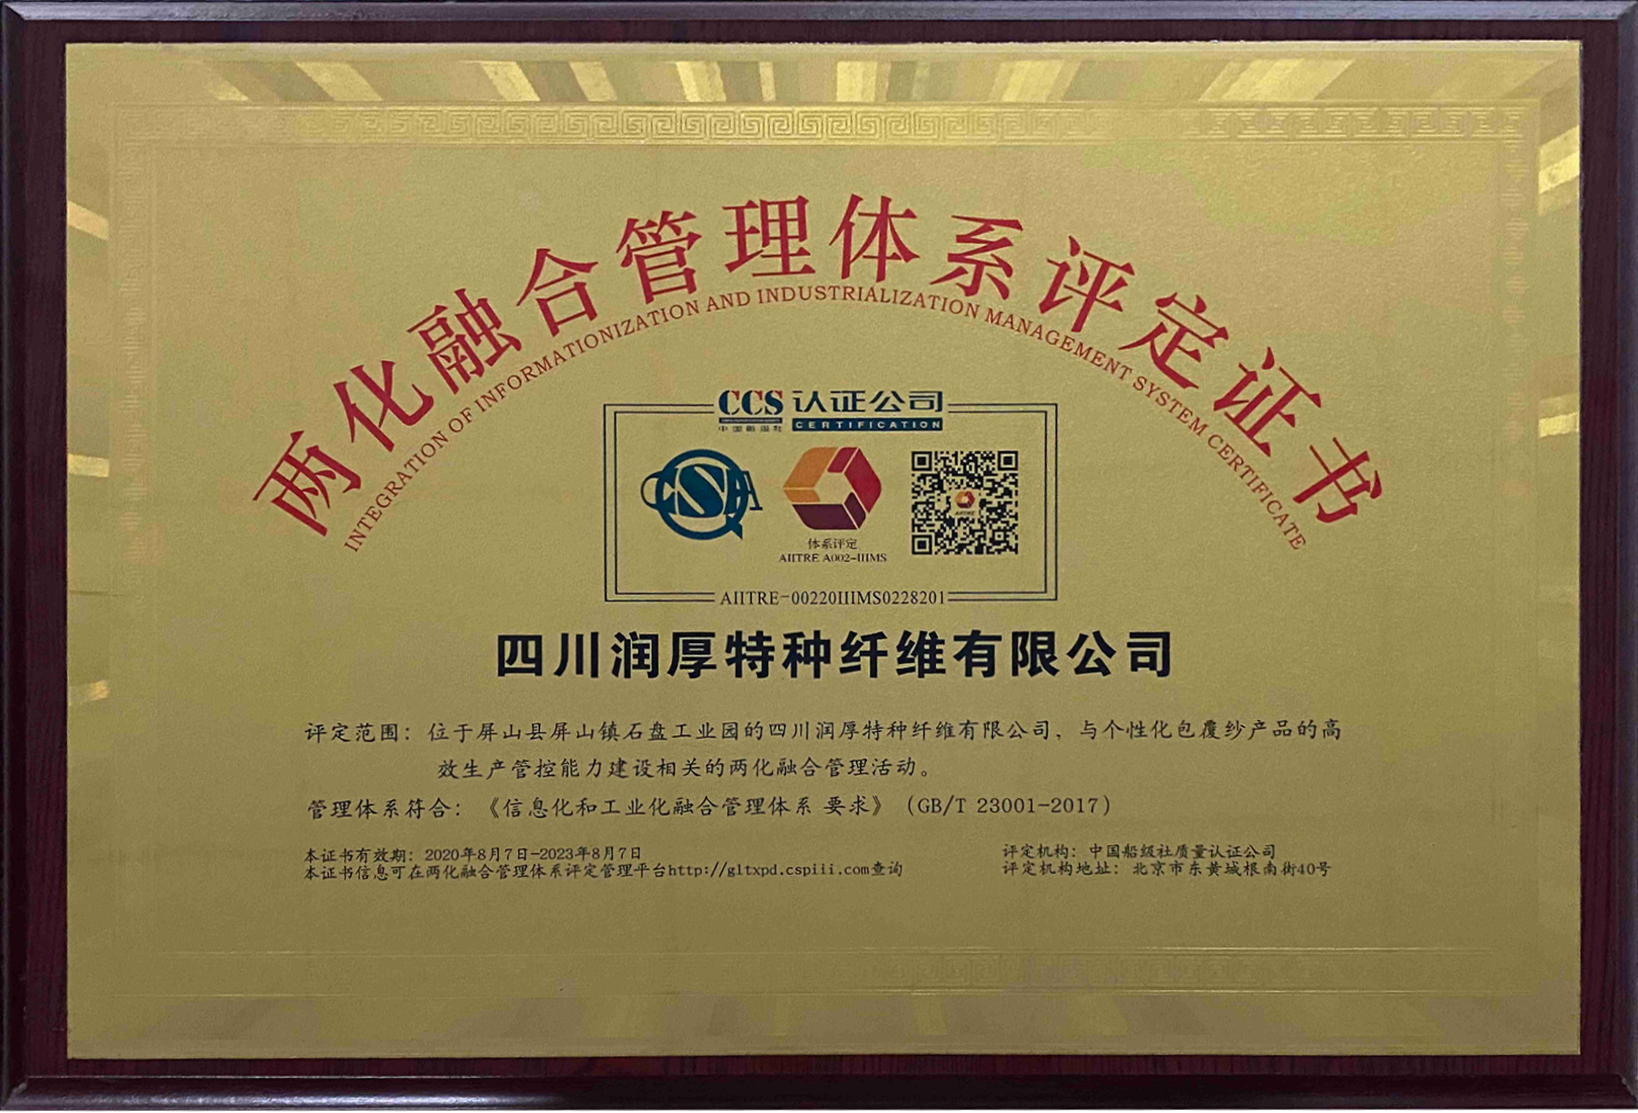 两化融合管理体系评定证书
INTEGRATION OF INFORMATIONIZATION AND INDUSTRIALIZATION MANAGEMENT SYSTEM CERTIFICATE
CCS 认证公司
中国船级社 CERTIFICATION
CSQA
体系评定
AIITRE A002-IIIMS
AIITRE-00220IIIMS0228201
四川润厚特种纤维有限公司
评定范围：位于屏山县屏山镇石盘工业园的四川润厚特种纤维有限公司，与个性化包覆纱产品的高
效生产管控能力建设相关的两化融合管理活动。
管理体系符合：《信息化和工业化融合管理体系 要求》（GB/T 23001-2017）
本证书有效期：2020年8月7日-2023年8月7日
本证书信息可在两化融合管理体系评定管理平台http://gltxpd.cspiii.com查询
评定机构：中国船级社质量认证公司
评定机构地址：北京市东黄城根南街40号